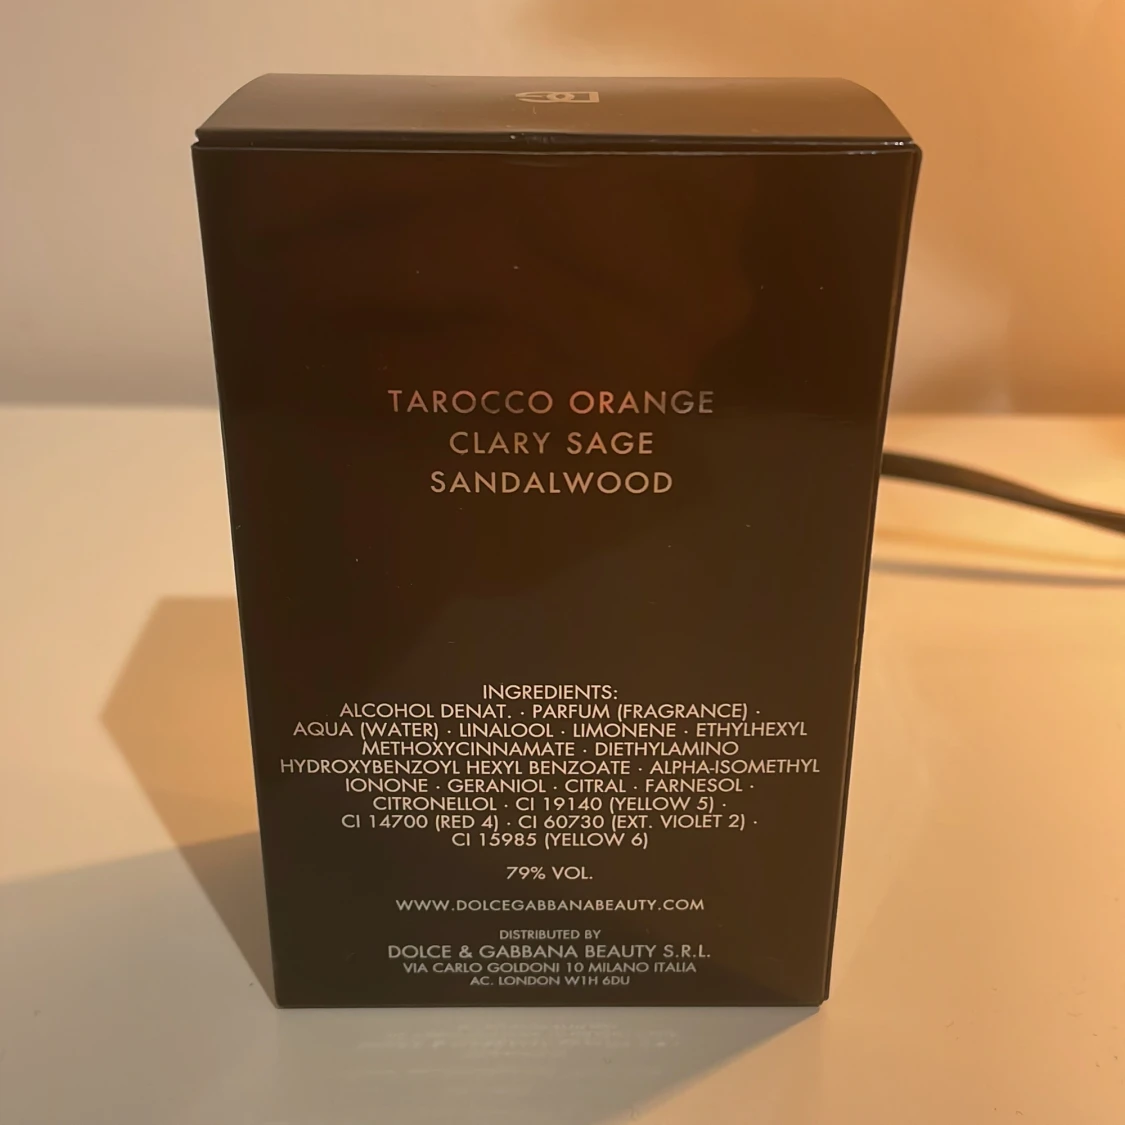 DG
TAROCCO ORANGE
CLARY SAGE
SANDALWOOD
INGREDIENTS:
ALCOHOL DENAT. · PARFUM (FRAGRANCE) ·
AQUA (WATER) · LINALOOL · LIMONENE · ETHYLHEXYL
METHOXYCINNAMATE · DIETHYLAMINO
HYDROXYBENZOYL HEXYL BENZOATE · ALPHA-ISOMETHYL
IONONE · GERANIOL · CITRAL · FARNESOL ·
CITRONELLOL · CI 19140 (YELLOW 5) ·
CI 14700 (RED 4) · CI 60730 (EXT. VIOLET 2) ·
CI 15985 (YELLOW 6)
79% VOL.
WWW.DOLCEGABBANABEAUTY.COM
DISTRIBUTED BY
DOLCE & GABBANA BEAUTY S.R.L.
VIA CARLO GOLDONI 10 MILANO ITALIA
AC. LONDON W1H 6DU